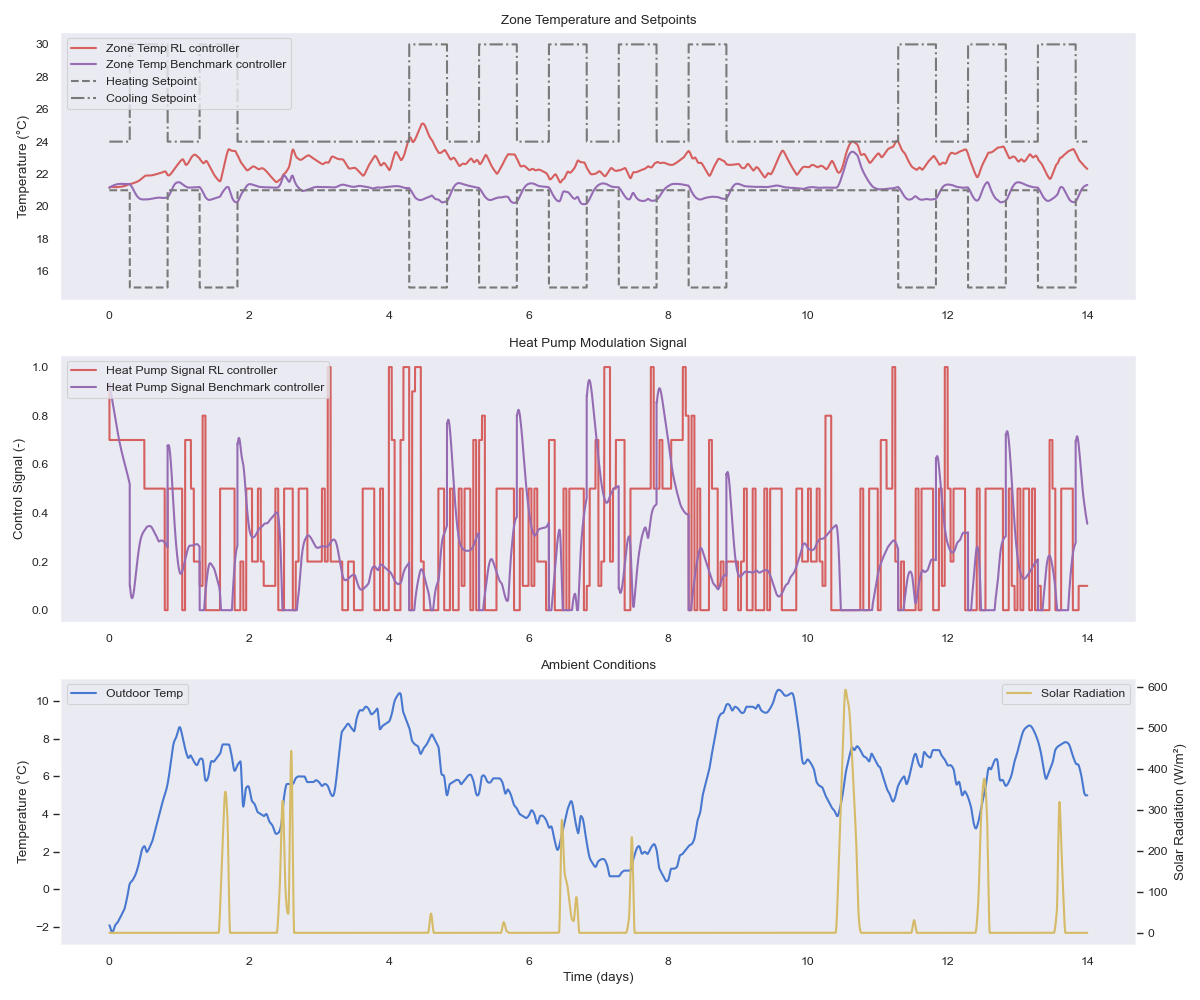 Zone Temperature and Setpoints
Temperature (°C)
30
28
26
24
22
20
18
16
Zone Temp RL controller
Zone Temp Benchmark controller
Heating Setpoint
Cooling Setpoint
0 2 4 6 8 10 12 14
Heat Pump Modulation Signal
Control Signal (-)
1.0
0.8
0.6
0.4
0.2
0.0
Heat Pump Signal RL controller
Heat Pump Signal Benchmark controller
0 2 4 6 8 10 12 14
Ambient Conditions
Temperature (°C)
10
8
6
4
2
0
−2
Outdoor Temp
Solar Radiation
600
500
400
300
200
100
0
Solar Radiation (W/m²)
0 2 4 6 8 10 12 14
Time (days)